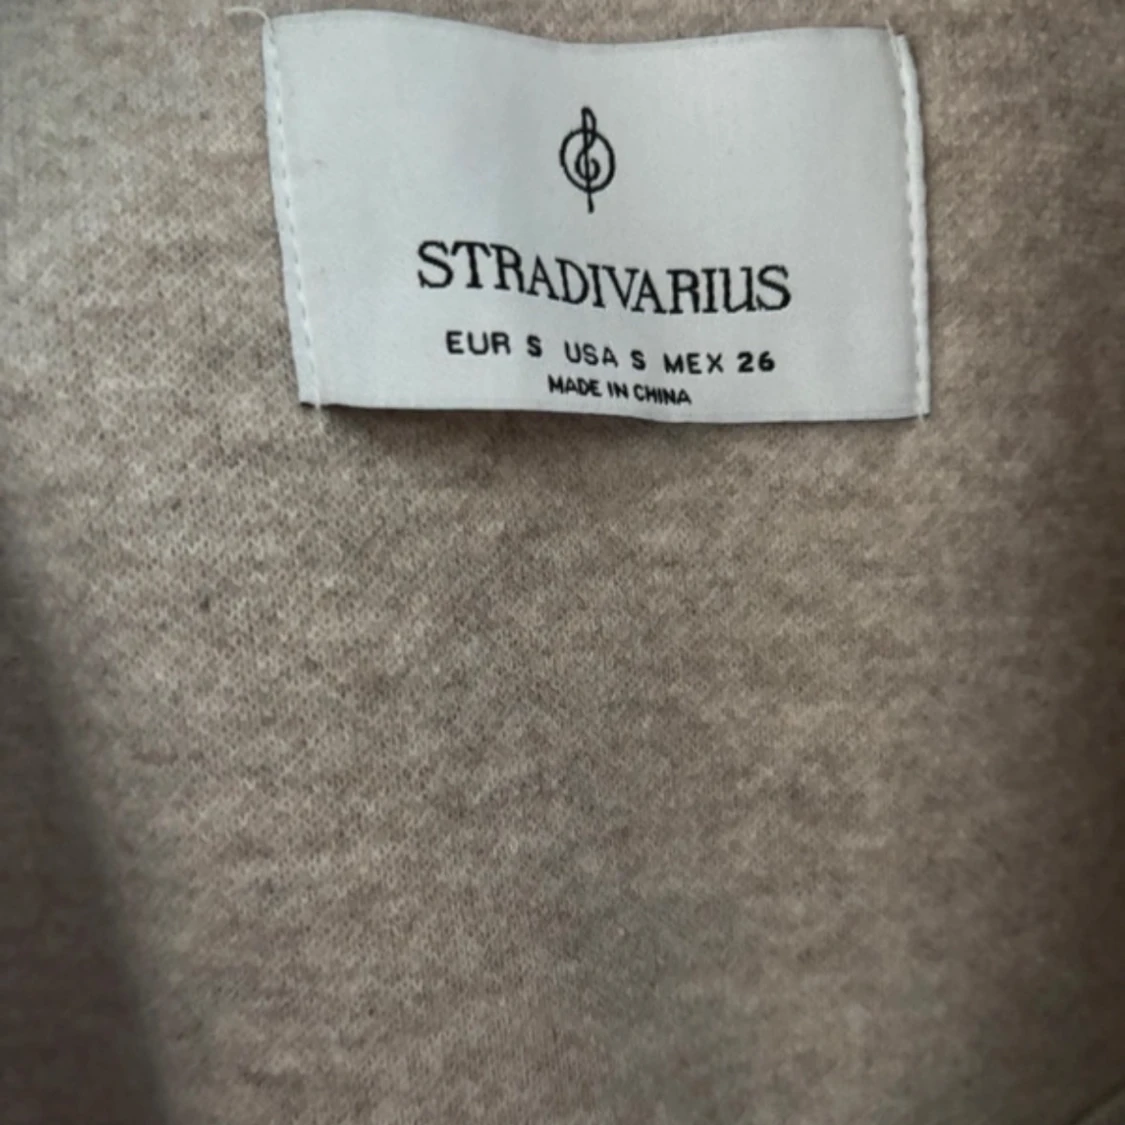 STRADIVARIUS
EUR S USA S MEX 26
MADE IN CHINA